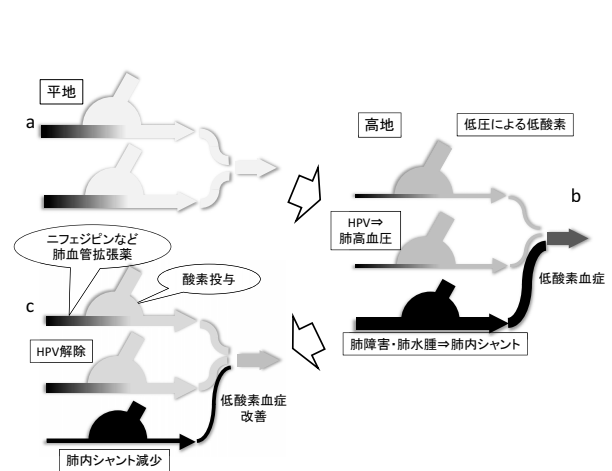 平地
a
高地
低圧による低酸素
b
HPV⇒
肺高血圧
低酸素血症
肺障害・肺水腫⇒肺内シャント
ニフェジピンなど
肺血管拡張薬
酸素投与
c
HPV解除
低酸素血症
改善
肺内シャント減少